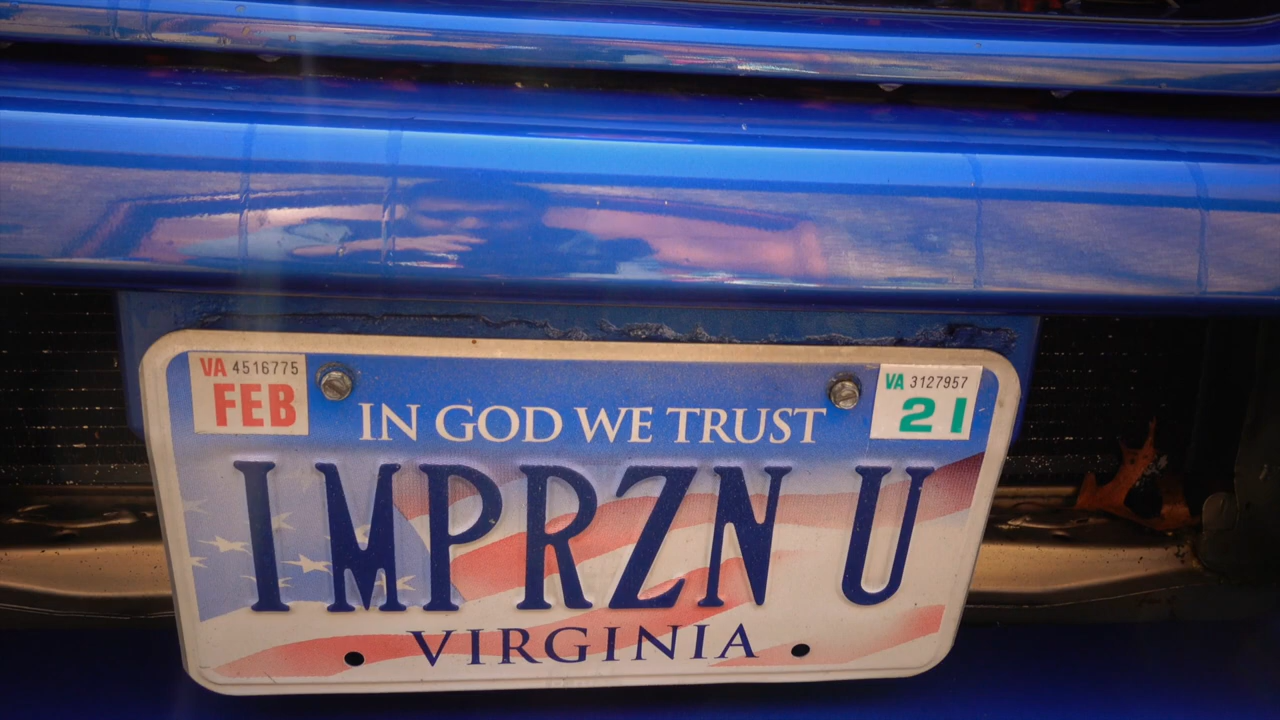 VA 4516775
FEB
VA 3127957
21
IN GOD WE TRUST
IMPRZN U
VIRGINIA